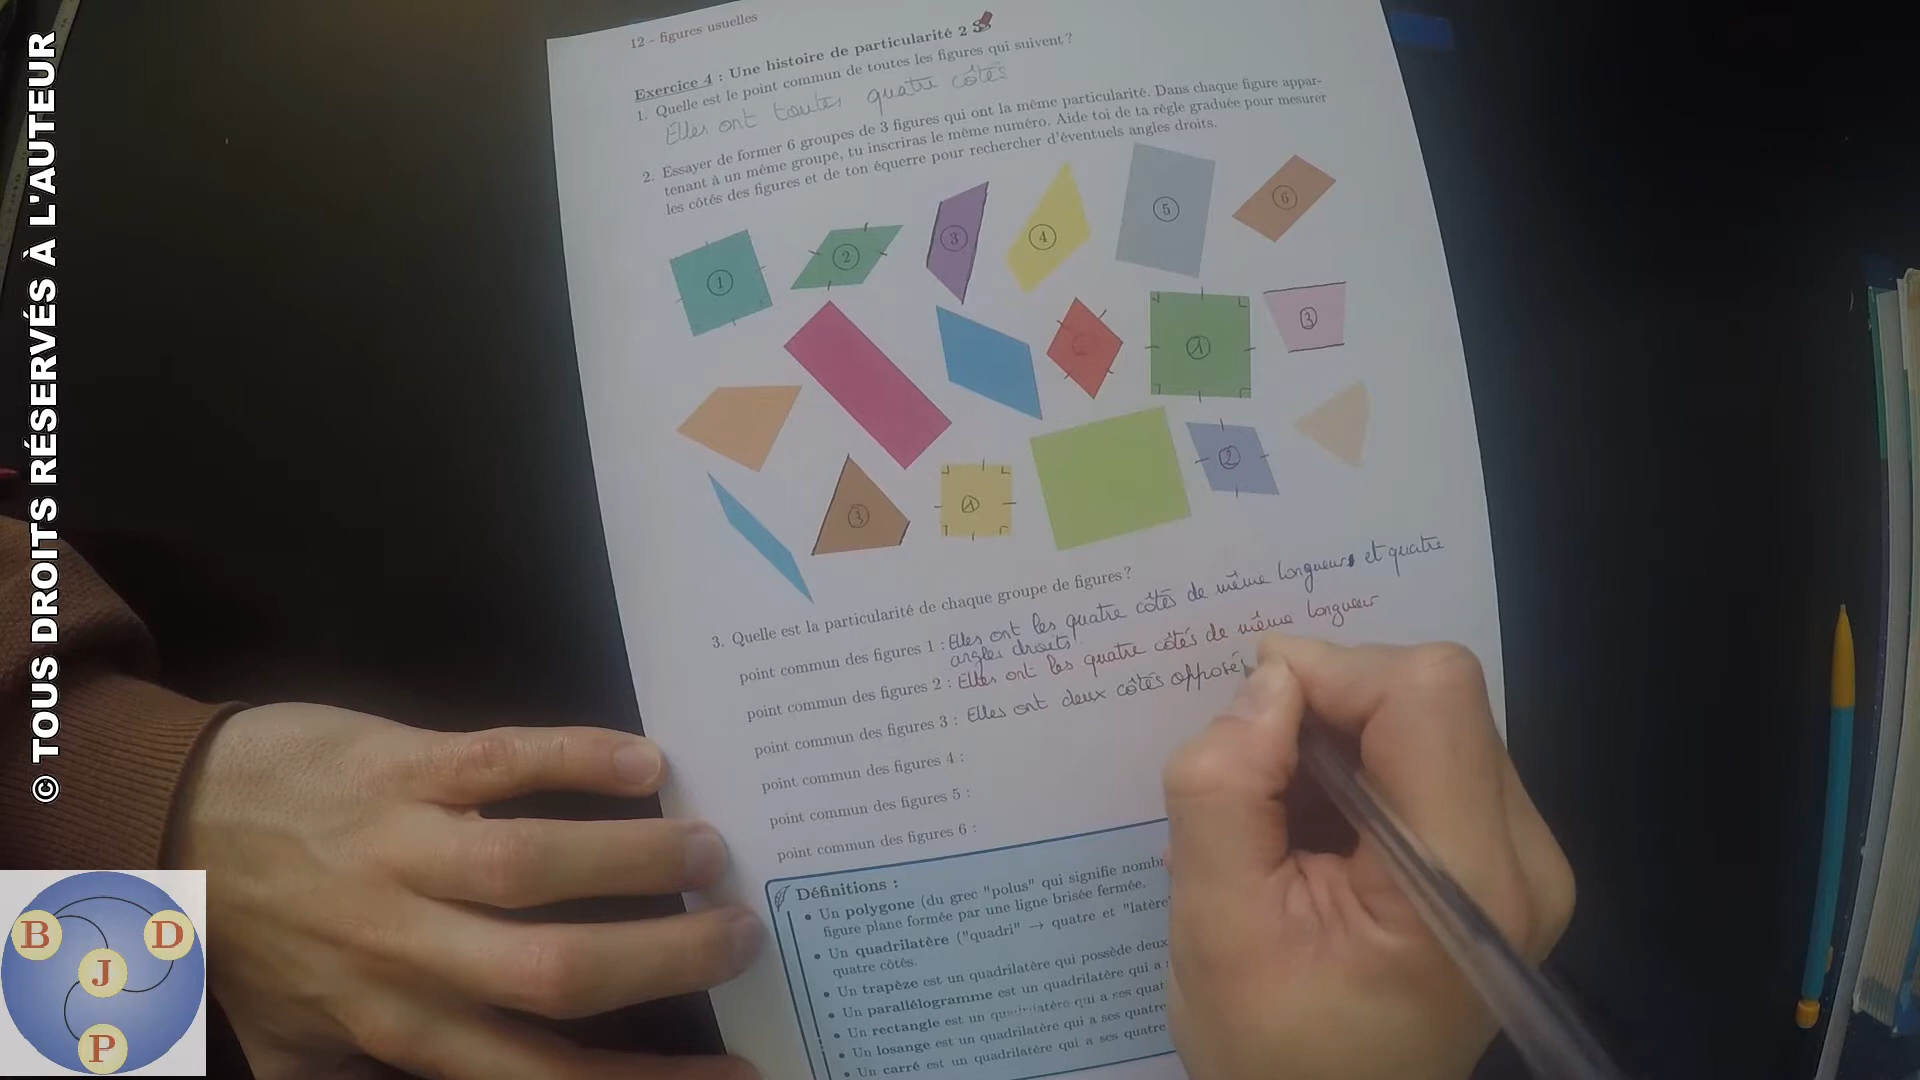 © TOUS DROITS RÉSERVÉS À L'AUTEUR
12 - figures usuelles
Exercice 4 : Une histoire de particularité 2
1. Quelle est le point commun de toutes les figures qui suivent ?
Elles ont toutes quatre côtés
2. Essayer de former 6 groupes de 3 figures qui ont la même particularité. Dans chaque figure appar-
tenant à un même groupe, tu inscriras le même numéro. Aide toi de ta règle graduée pour mesurer
les côtés des figures et de ton équerre pour rechercher d'éventuels angles droits.
1 2 3 4 5 6
1 3
3 1 2
3. Quelle est la particularité de chaque groupe de figures ?
point commun des figures 1 : Elles ont les quatre côtés de même longueur et quatre
angles droits
point commun des figures 2 : Elles ont les quatre côtés de même longueur
point commun des figures 3 : Elles ont deux côtés opposés
point commun des figures 4 :
point commun des figures 5 :
point commun des figures 6 :
Définitions :
• Un polygone (du grec "polus" qui signifie
figure plane formée par une ligne brisée fermée.
• Un quadrilatère ("quadri" → quatre et "latère"
quatre côtés.
• Un trapèze est un quadrilatère qui possède deux
• Un parallélogramme est un quadrilatère qui a
• Un rectangle est un quadrilatère qui a ses
• Un losange est un quadrilatère qui a ses quatre
• Un carré est un quadrilatère qui a ses quatre
B D
J
P